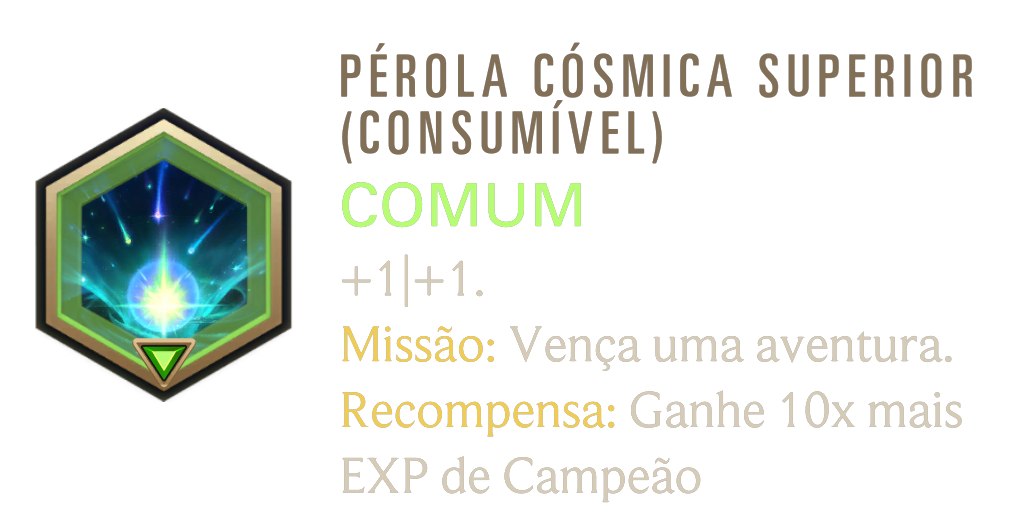 PÉROLA CÓSMICA SUPERIOR
(CONSUMÍVEL)
COMUM
+1|+1.
Missão: Vença uma aventura.
Recompensa: Ganhe 10x mais
EXP de Campeão